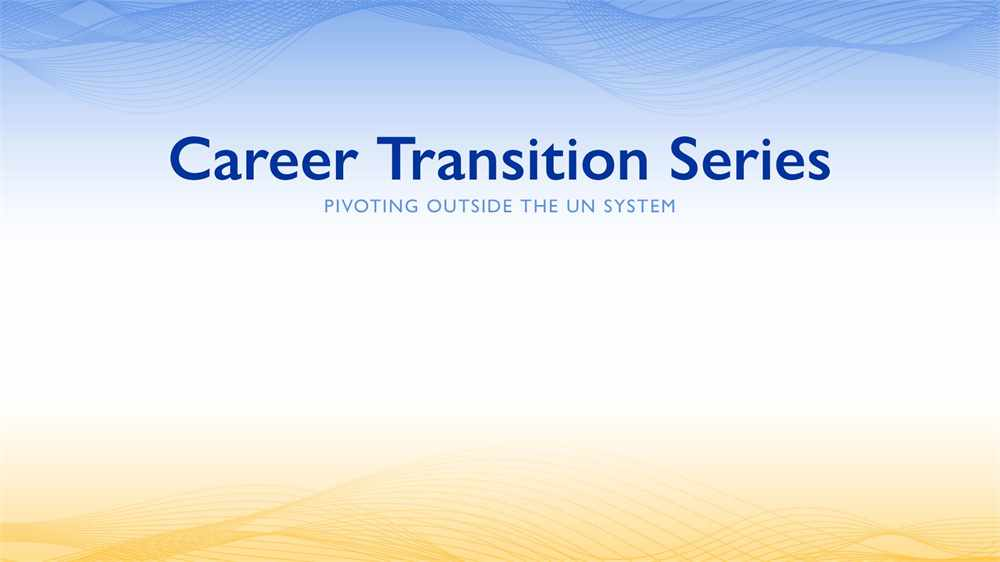 Career Transition Series
PIVOTING OUTSIDE THE UN SYSTEM